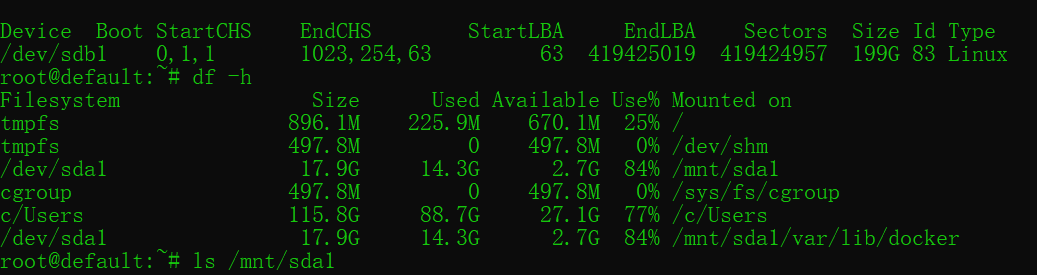 Device  Boot StartCHS    EndCHS        StartLBA     EndLBA    Sectors  Size Id Type
/dev/sdb1    0,1,1       1023,254,63         63  419425019  419424957  199G 83 Linux
root@default:~# df -h
Filesystem                Size      Used Available Use% Mounted on
tmpfs                   896.1M    225.9M    670.1M  25% /
tmpfs                   497.8M         0    497.8M   0% /dev/shm
/dev/sda1                17.9G     14.3G      2.7G  84% /mnt/sda1
cgroup                  497.8M         0    497.8M   0% /sys/fs/cgroup
c/Users                 115.8G     88.7G     27.1G  77% /c/Users
/dev/sda1                17.9G     14.3G      2.7G  84% /mnt/sda1/var/lib/docker
root@default:~# ls /mnt/sda1